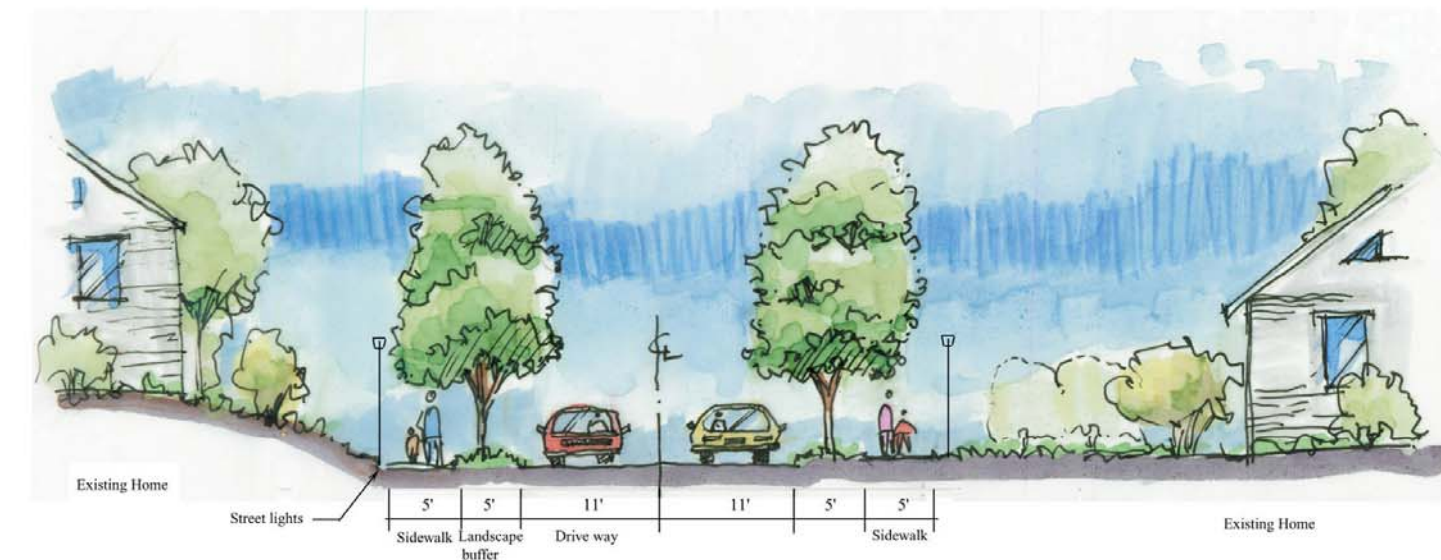 ℄
5' 5' 11' 11' 5' 5'
Existing Home
Street lights
Sidewalk Landscape buffer Drive way Sidewalk
Existing Home